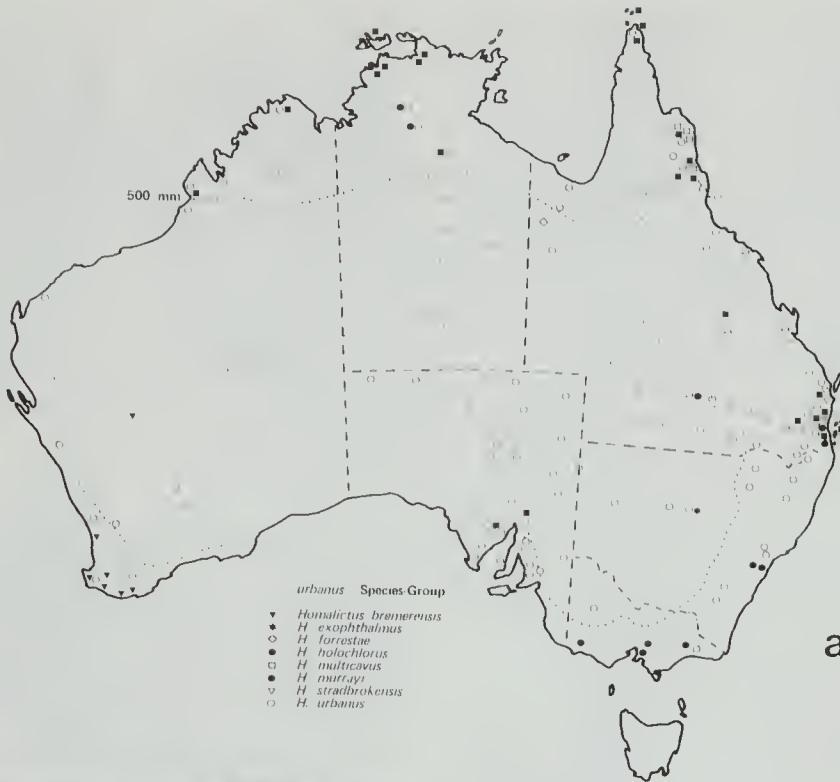 500 mm
urbanus Species-Group
Homalictus bremerensis
H exophthalmus
H forrestae
H holochlorus
H multicavus
H murrayi
H stradbrokensis
H. urbanus
a